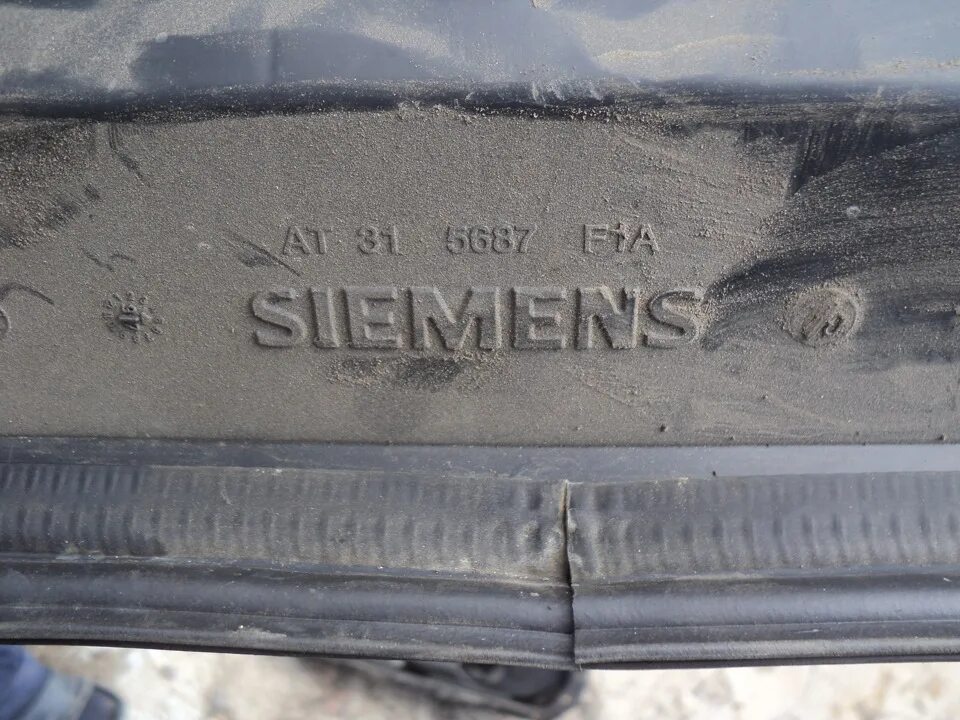 AT 31 5687 F1A
SIEMENS